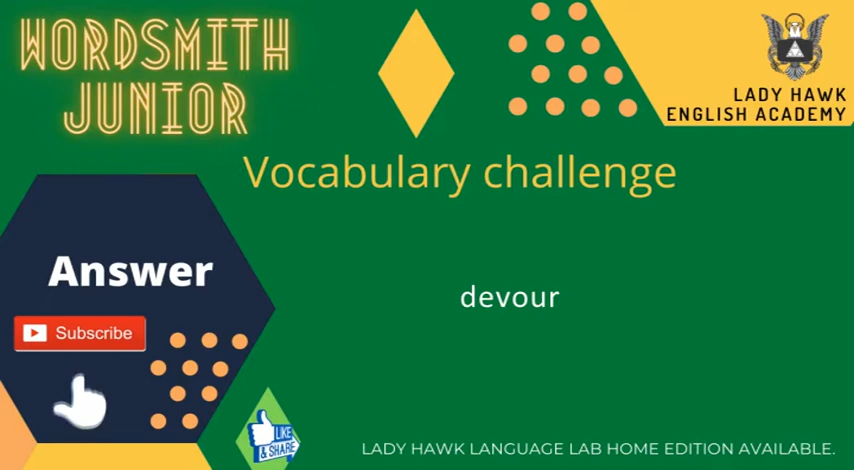 WORDSMITH
JUNIOR
LADY HAWK
ENGLISH ACADEMY
Vocabulary challenge
Answer
devour
Subscribe
LIKE
& SHARE
LADY HAWK LANGUAGE LAB HOME EDITION AVAILABLE.